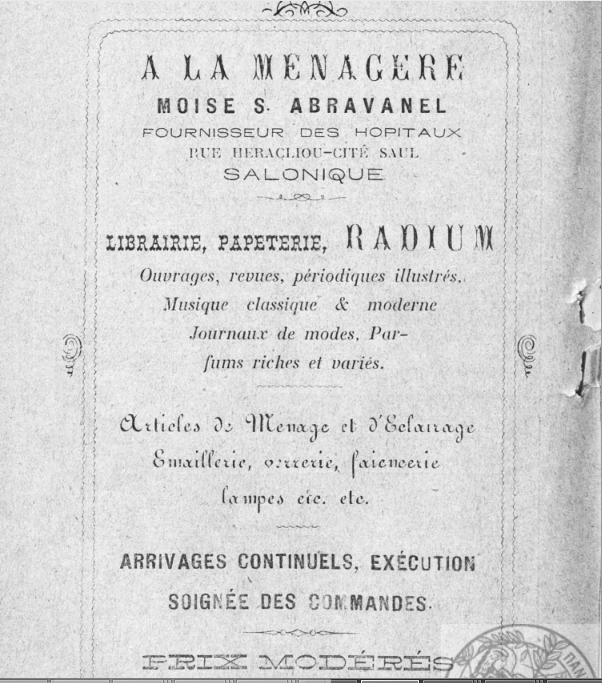 A LA MENAGERE
MOISE S. ABRAVANEL
FOURNISSEUR DES HOPITAUX
RUE HERACLIOU-CITÉ SAUL
SALONIQUE
LIBRAIRIE, PAPETERIE, RADIUM
Ouvrages, revues, périodiques illustrés.
Musique classique & moderne
Journaux de modes, Par-
fums riches et variés.
Articles de Menage et d'Eclairage
Emaillerie, verrerie, faiencerie
lampes etc. etc.
ARRIVAGES CONTINUELS, EXÉCUTION
SOIGNÉE DES COMMANDES.
PRIX MODÉRÉS
ΠΑΝ